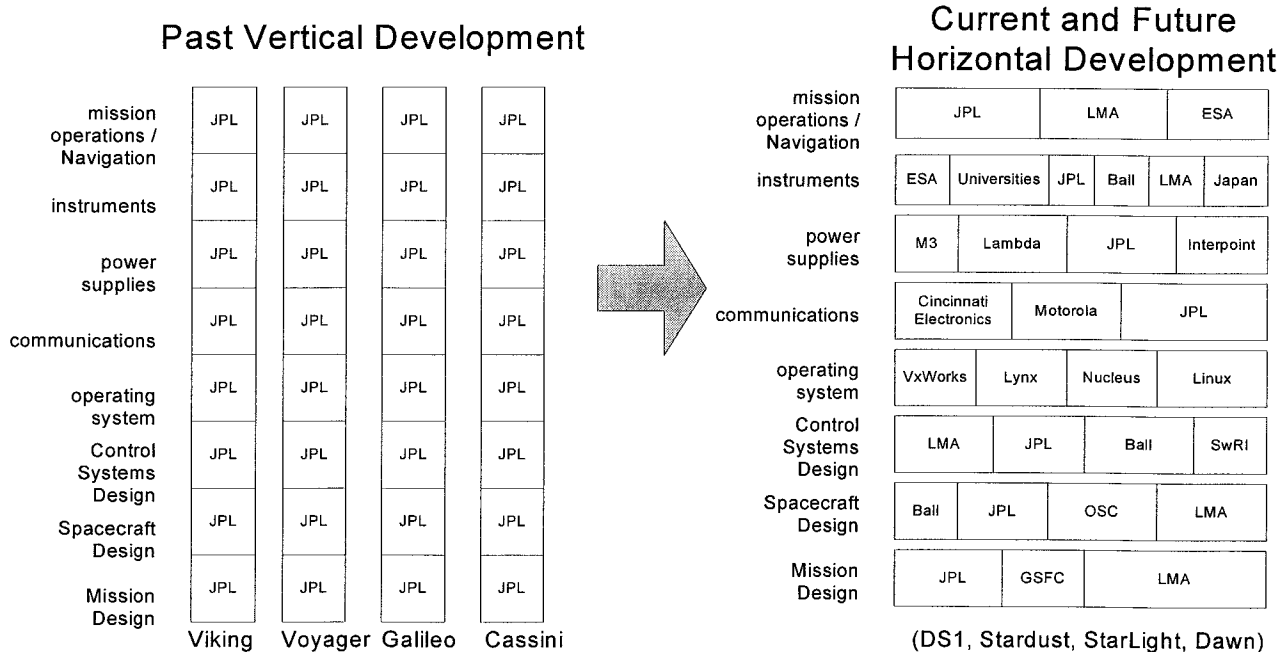 Past Vertical Development
mission
operations /
Navigation
JPL JPL JPL JPL
instruments
JPL JPL JPL JPL
power
supplies
JPL JPL JPL JPL
communications
JPL JPL JPL JPL
operating
system
JPL JPL JPL JPL
Control
Systems
Design
JPL JPL JPL JPL
Spacecraft
Design
JPL JPL JPL JPL
Mission
Design
JPL JPL JPL JPL
Viking Voyager Galileo Cassini
Current and Future
Horizontal Development
mission
operations /
Navigation
JPL LMA ESA
instruments
ESA Universities JPL Ball LMA Japan
power
supplies
M3 Lambda JPL Interpoint
communications
Cincinnati
Electronics
Motorola JPL
operating
system
VxWorks Lynx Nucleus Linux
Control
Systems
Design
LMA JPL Ball SwRI
Spacecraft
Design
Ball JPL OSC LMA
Mission
Design
JPL GSFC LMA
(DS1, Stardust, StarLight, Dawn)